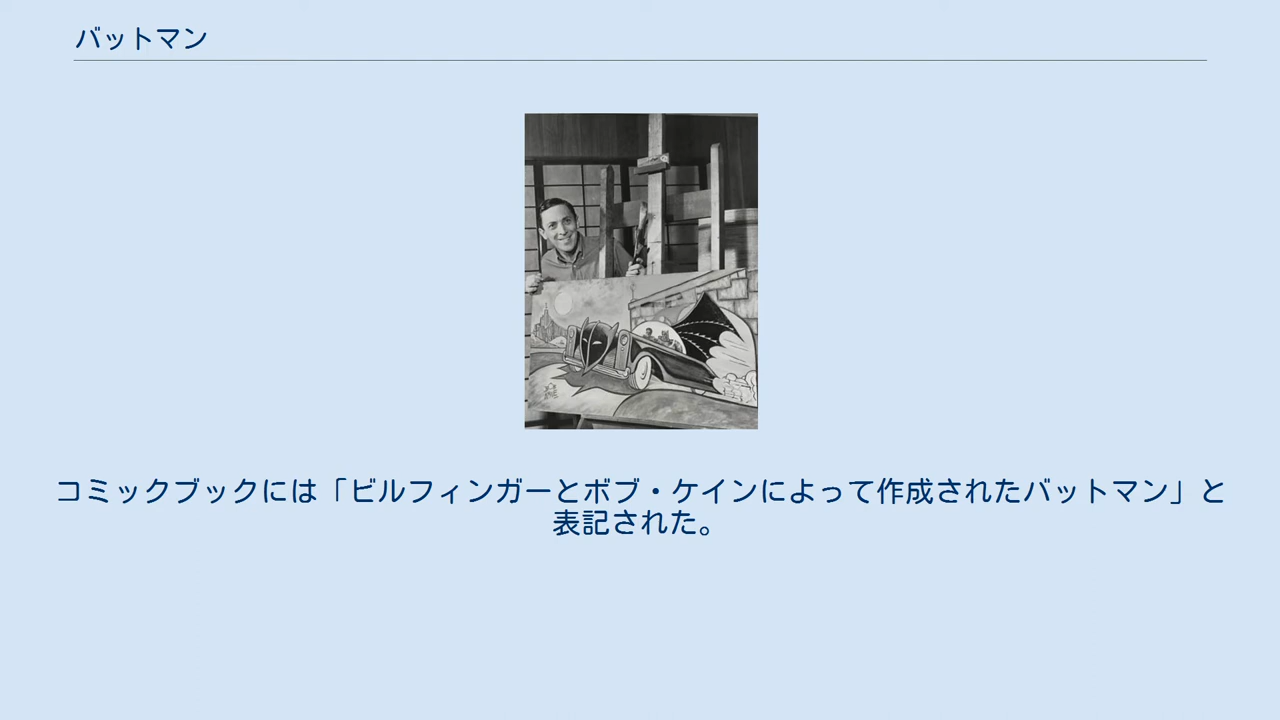 バットマン
コミックブックには「ビルフィンガーとボブ・ケインによって作成されたバットマン」と
表記された。